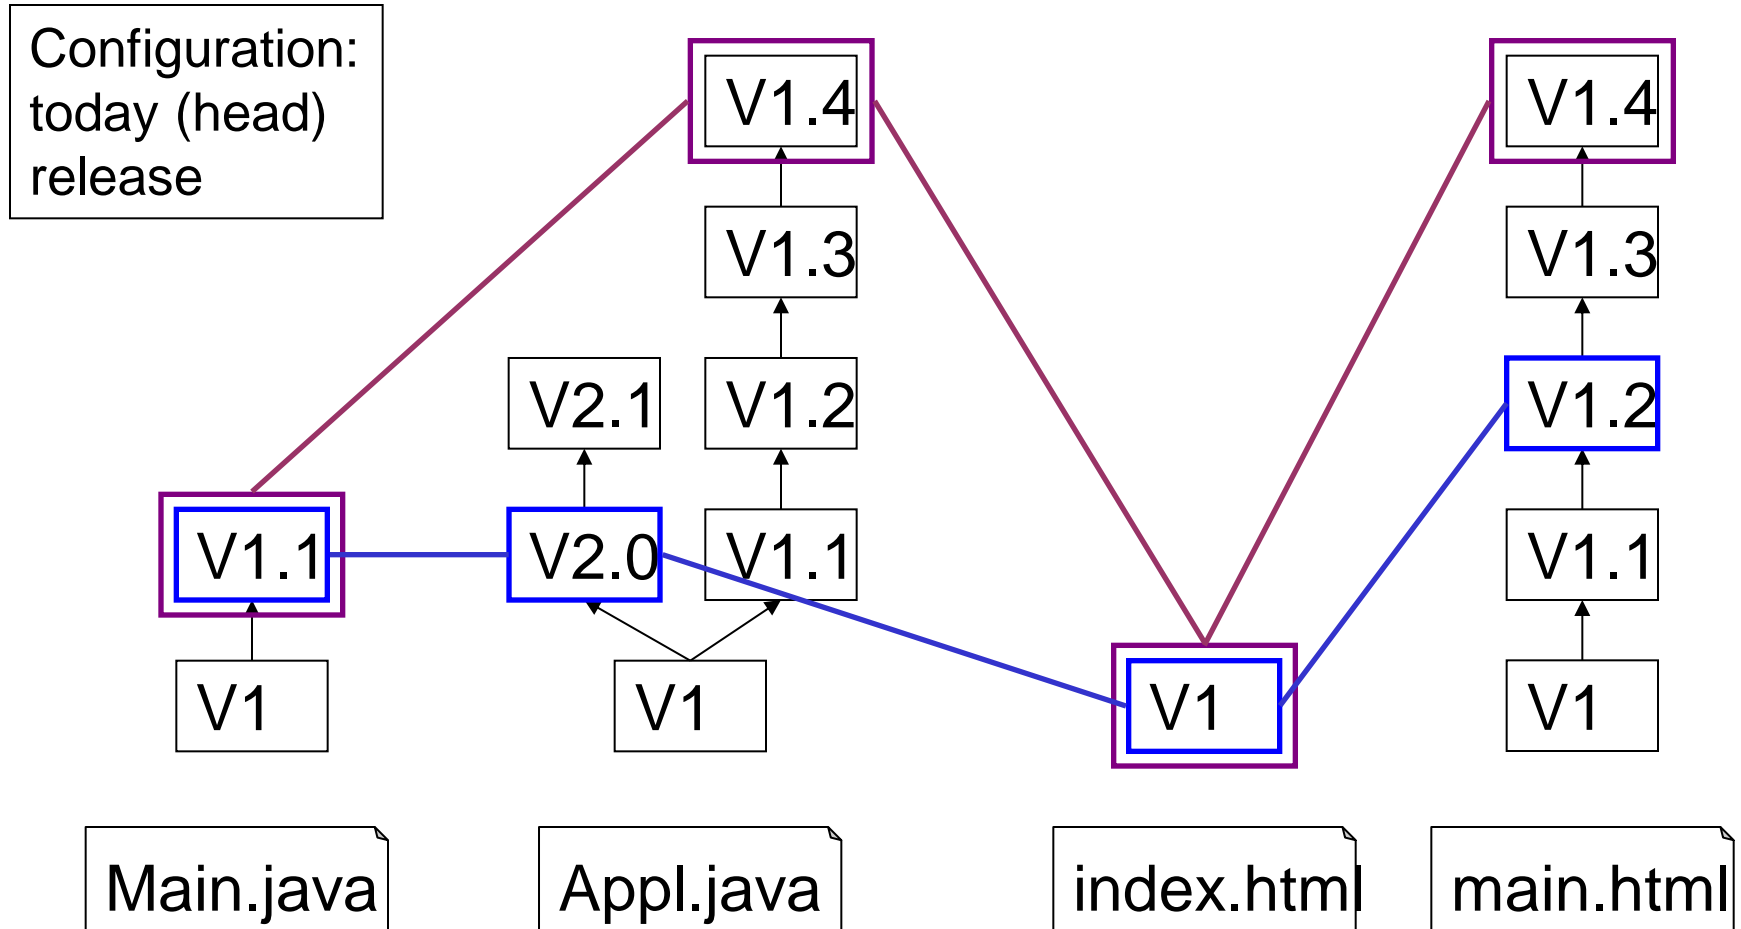 Configuration:
today (head)
release
V1.4
V1.4
V1.3
V1.3
V2.1
V1.2
V1.2
V1.1
V2.0
V1.1
V1.1
V1
V1
V1
V1
Main.java
Appl.java
index.html
main.html